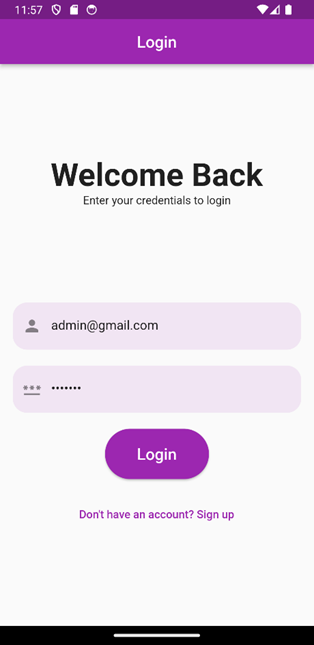 11:57
Login
Welcome Back
Enter your credentials to login
admin@gmail.com
•••••••
Login
Don't have an account? Sign up